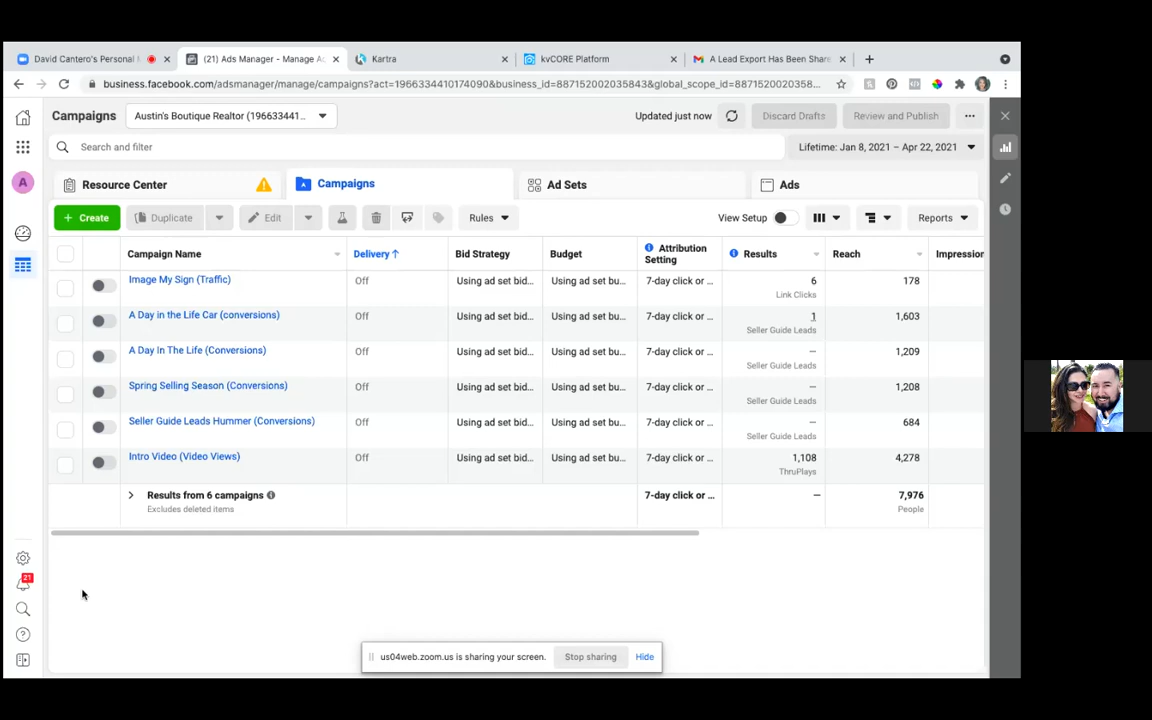 David Cantero's Personal
(21) Ads Manager - Manage Ad
Kartra
kvCORE Platform
A Lead Export Has Been Share
business.facebook.com/adsmanager/manage/campaigns?act=1966334410174090&business_id=887152002035843&global_scope_id=88715200203 58...
Campaigns
Austin's Boutique Realtor (196633441...
Updated just now
Discard Drafts
Review and Publish
Search and filter
Lifetime: Jan 8, 2021 – Apr 22, 2021
A
Resource Center
Campaigns
Ad Sets
Ads
+ Create
Duplicate
Edit
Rules
View Setup
Reports
Campaign Name
Delivery ↑
Bid Strategy
Budget
Attribution
Setting
Results
Reach
Impression
Image My Sign (Traffic)
Off
Using ad set bid...
Using ad set bu...
7-day click or ...
6
Link Clicks
178
A Day in the Life Car (conversions)
Off
Using ad set bid...
Using ad set bu...
7-day click or ...
1
Seller Guide Leads
1,603
A Day In The Life (Conversions)
Off
Using ad set bid...
Using ad set bu...
7-day click or ...
—
Seller Guide Leads
1,209
Spring Selling Season (Conversions)
Off
Using ad set bid...
Using ad set bu...
7-day click or ...
—
Seller Guide Leads
1,208
Seller Guide Leads Hummer (Conversions)
Off
Using ad set bid...
Using ad set bu...
7-day click or ...
—
Seller Guide Leads
684
Intro Video (Video Views)
Off
Using ad set bid...
Using ad set bu...
7-day click or ...
1,108
ThruPlays
4,278
Results from 6 campaigns
Excludes deleted items
7-day click or ...
—
7,976
People
21
us04web.zoom.us is sharing your screen.
Stop sharing
Hide